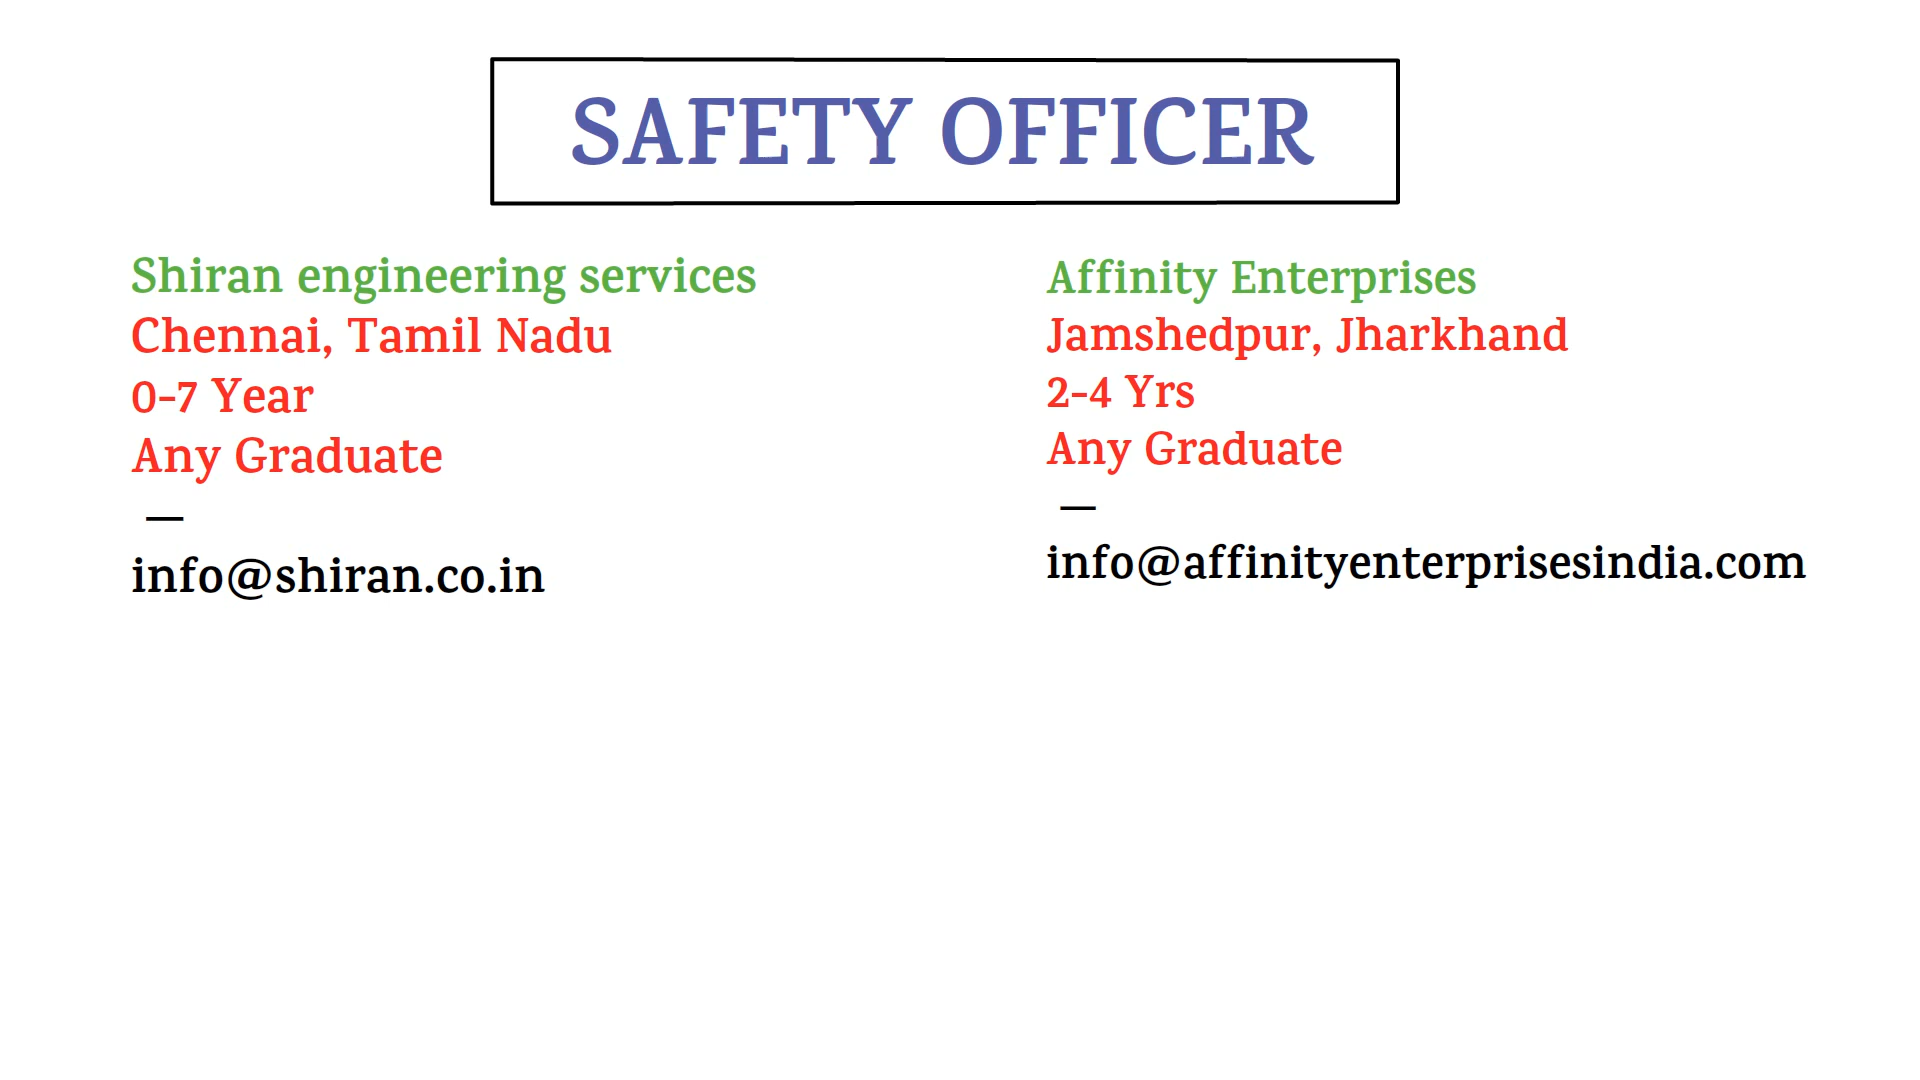 SAFETY OFFICER
Shiran engineering services
Chennai, Tamil Nadu
0-7 Year
Any Graduate
—
info@shiran.co.in
Affinity Enterprises
Jamshedpur, Jharkhand
2-4 Yrs
Any Graduate
—
info@affinityenterprisesindia.com